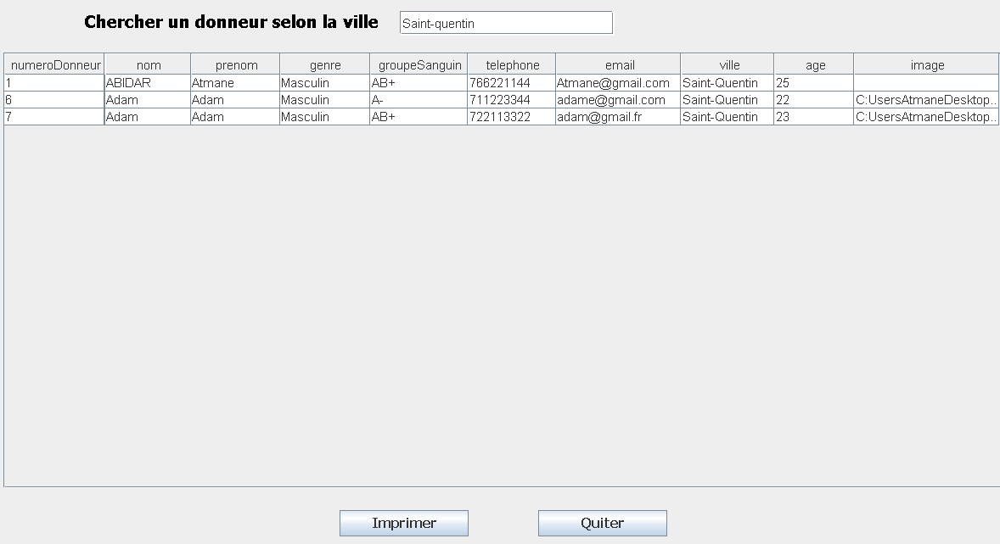 Chercher un donneur selon la ville Saint-quentin
numeroDonneur nom prenom genre groupeSanguin telephone email ville age image
1 ABIDAR Atmane Masculin AB+ 766221144 Atmane@gmail.com Saint-Quentin 25
6 Adam Adam Masculin A- 711223344 adame@gmail.com Saint-Quentin 22 C:UsersAtmaneDesktop...
7 Adam Adam Masculin AB+ 722113322 adam@gmail.fr Saint-Quentin 23 C:UsersAtmaneDesktop...
Imprimer Quiter